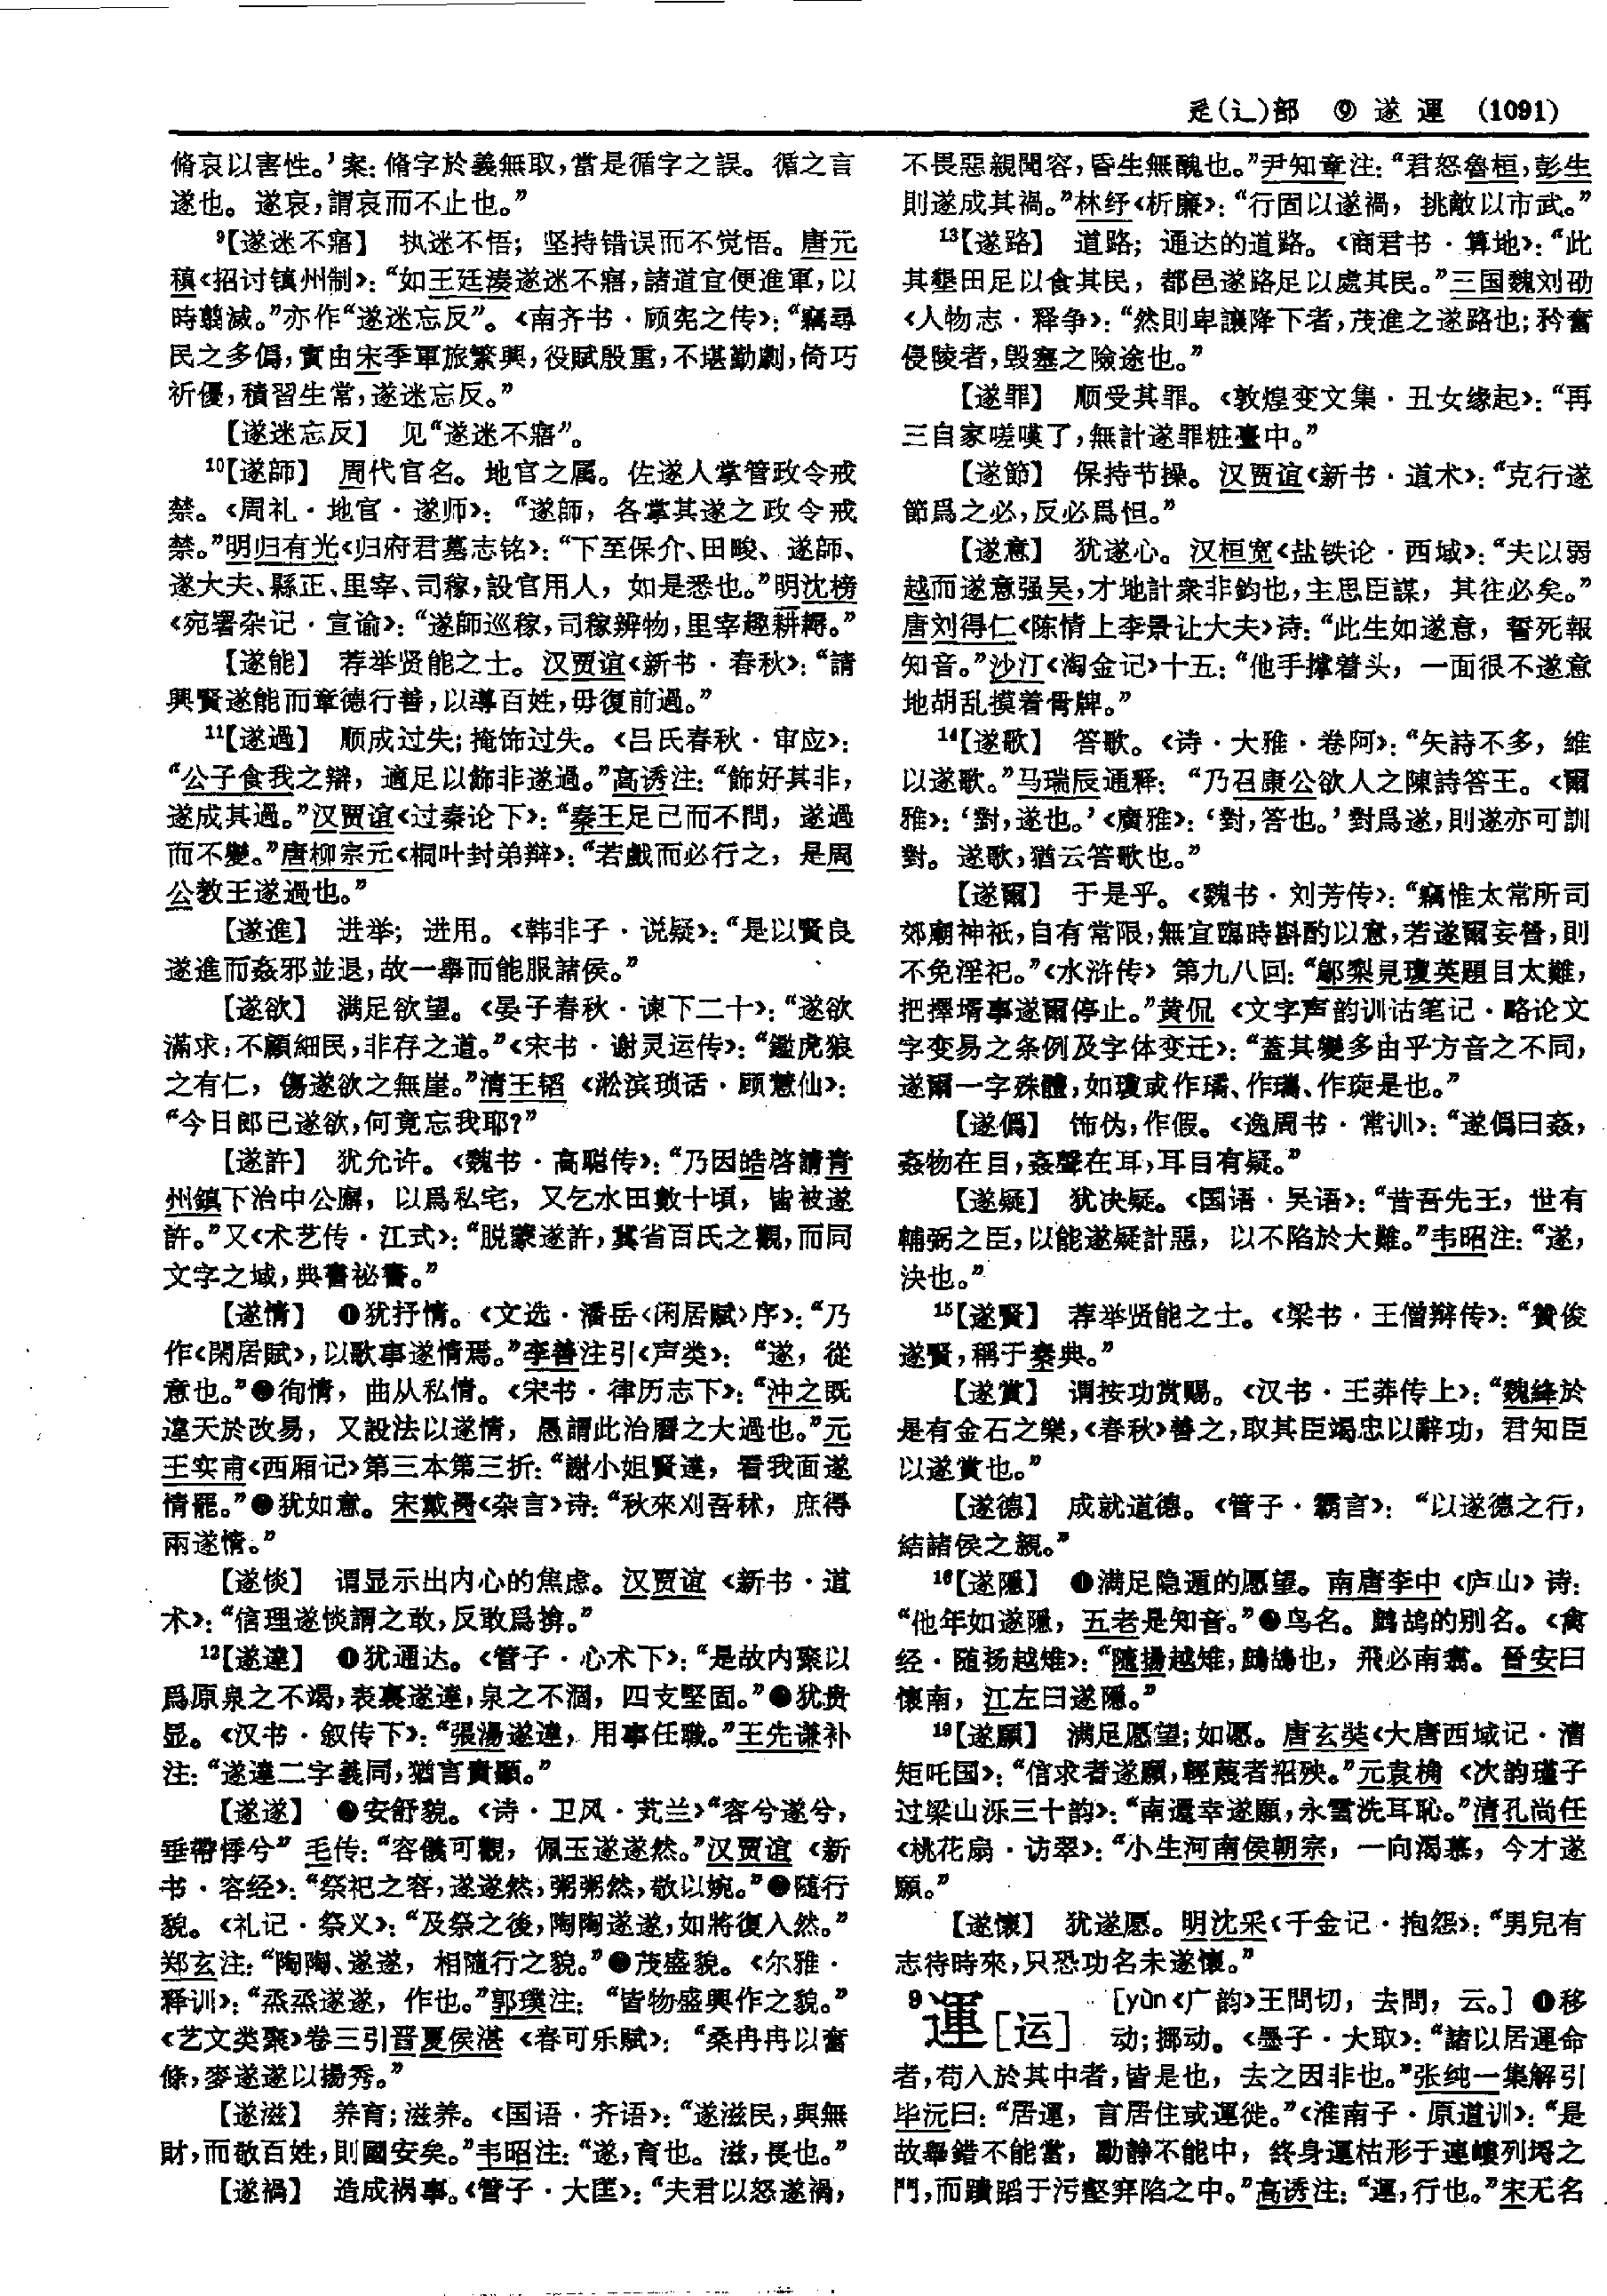 辵(辶)部 ⑨ 遂 運 (1091)
脩哀以害性。’案：脩字於義無取，當是循字之誤。循之言
遂也。遂哀，謂哀而不止也。”
⁹【遂迷不寤】 执迷不悟；坚持错误而不觉悟。唐元
稹《招讨镇州制》：“如王廷湊遂迷不寤，諸道宜便進軍，以
時翦滅。”亦作“遂迷忘反”。《南齐书·顾宪之传》：“竊尋
民之多僞，實由宋季軍旅繁興，役賦殷重，不堪勤劇，倚巧
祈優，積習生常，遂迷忘反。”
【遂迷忘反】 见“遂迷不寤”。
¹⁰【遂師】 周代官名。地官之属。佐遂人掌管政令戒
禁。《周礼·地官·遂师》：“遂師，各掌其遂之政令戒
禁。”明归有光《归府君墓志铭》：“下至保介、田畯、遂師、
遂大夫、縣正、里宰、司稼，設官用人，如是悉也。”明沈榜
《宛署杂记·宣谕》：“遂師巡稼，司稼辨物，里宰趣耕耨。”
【遂能】 荐举贤能之士。汉贾谊《新书·春秋》：“請
興賢遂能而章德行善，以導百姓，毋復前過。”
¹¹【遂過】 顺成过失；掩饰过失。《吕氏春秋·审应》：
“公子食我之辯，適足以飾非遂過。”高诱注：“飾好其非，
遂成其過。”汉贾谊《过秦论下》：“秦王足己而不問，遂過
而不變。”唐柳宗元《桐叶封弟辩》：“若戲而必行之，是周
公教王遂過也。”
【遂進】 进举；进用。《韩非子·说疑》：“是以賢良
遂進而姦邪並退，故一舉而能服諸侯。”
【遂欲】 满足欲望。《晏子春秋·谏下二十》：“遂欲
滿求，不顧細民，非存之道。”《宋书·谢灵运传》：“鑑虎狼
之有仁，傷遂欲之無崖。”清王韬《淞滨琐话·顾慧仙》：
“今日郎已遂欲，何竟忘我耶？”
【遂許】 犹允许。《魏书·高聪传》：“乃因皓啓請青
州鎮下治中公廨，以爲私宅，又乞水田數十頃，皆被遂
許。”又《术艺传·江式》：“脱蒙遂許，冀省百氏之觀，而同
文字之域，典書祕書。”
【遂情】 ❶犹抒情。《文选·潘岳〈闲居赋〉序》：“乃
作《閑居賦》，以歌事遂情焉。”李善注引《声类》：“遂，從
意也。”❷徇情，曲从私情。《宋书·律历志下》：“沖之既
違天於改易，又設法以遂情，愚謂此治曆之大過也。”元
王实甫《西厢记》第三本第三折：“謝小姐賢達，看我面遂
情罷。”❸犹如意。宋戴栩《杂言》诗：“秋來刈吾秫，庶得
兩遂情。”
【遂惔】 谓显示出内心的焦虑。汉贾谊《新书·道
术》：“信理遂惔謂之敢，反敢爲揜。”
¹²【遂達】 ❶犹通达。《管子·心术下》：“是故内聚以
爲原泉之不竭，表裏遂達，泉之不涸，四支堅固。”❷犹贵
显。《汉书·叙传下》：“張湯遂達，用事任職。”王先谦补
注：“遂達二字義同，猶言貴顯。”
【遂遂】 ❶安舒貌。《诗·卫风·芄兰》“容兮遂兮，
垂帶悸兮” 毛传：“容儀可觀，佩玉遂遂然。”汉贾谊《新
书·容经》：“祭祀之容，遂遂然，粥粥然，敬以婉。”❷随行
貌。《礼记·祭义》：“及祭之後，陶陶遂遂，如將復入然。”
郑玄注：“陶陶、遂遂，相隨行之貌。”❸茂盛貌。《尔雅·
释训》：“烝烝遂遂，作也。”郭璞注：“皆物盛興作之貌。”
《艺文类聚》卷三引晋夏侯湛《春可乐赋》：“桑冉冉以奮
條，麥遂遂以揚秀。”
【遂滋】 养育；滋养。《国语·齐语》：“遂滋民，與無
財，而敬百姓，則國安矣。”韦昭注：“遂，育也。滋，長也。”
【遂禍】 造成祸事。《管子·大匡》：“夫君以怒遂禍，
不畏惡親聞容，昏生無醜也。”尹知章注：“君怒魯桓，彭生
則遂成其禍。”林纾《析廉》：“行固以遂禍，挑敵以市武。”
¹³【遂路】 道路；通达的道路。《商君书·算地》：“此
其墾田足以食其民，都邑遂路足以處其民。”三国魏刘劭
《人物志·释争》：“然則卑讓降下者，茂進之遂路也；矜奮
侵陵者，毁塞之險途也。”
【遂罪】 顺受其罪。《敦煌变文集·丑女缘起》：“再
三自家嗟嘆了，無計遂罪粧臺中。”
【遂節】 保持节操。汉贾谊《新书·道术》：“克行遂
節爲之必，反必爲怛。”
【遂意】 犹遂心。汉桓宽《盐铁论·西域》：“夫以弱
越而遂意强吴，才地計衆非鈞也，主思臣謀，其往必矣。”
唐刘得仁《陈情上李景让大夫》诗：“此生如遂意，誓死報
知音。”沙汀《淘金记》十五：“他手撑着头，一面很不遂意
地胡乱摸着骨牌。”
¹⁴【遂歌】 答歌。《诗·大雅·卷阿》：“矢詩不多，維
以遂歌。”马瑞辰通释：“乃召康公欲人之陳詩答王。《爾
雅》：‘對，遂也。’《廣雅》：‘對，答也。’對爲遂，則遂亦可訓
對。遂歌，猶云答歌也。”
【遂爾】 于是乎。《魏书·刘芳传》：“竊惟太常所司
郊廟神祇，自有常限，無宜臨時斟酌以意，若遂爾妄營，則
不免淫祀。”《水浒传》第九八回：“鄔梨見瓊英題目太難，
把擇壻事遂爾停止。”黄侃《文字声韵训诂笔记·略论文
字变易之条例及字体变迁》：“蓋其變多由乎方音之不同，
遂爾一字殊體，如瓊或作璚、作瓗、作琁是也。”
【遂僞】 饰伪，作假。《逸周书·常训》：“遂僞曰姦，
姦物在目，姦聲在耳，耳目有疑。”
【遂疑】 犹决疑。《国语·吴语》：“昔吾先王，世有
輔弼之臣，以能遂疑計惡，以不陷於大難。”韦昭注：“遂，
決也。”
¹⁵【遂賢】 荐举贤能之士。《梁书·王僧辩传》：“贊俊
遂賢，稱于秦典。”
【遂賞】 谓按功赏赐。《汉书·王莽传上》：“魏絳於
是有金石之樂，《春秋》善之，取其臣竭忠以辭功，君知臣
以遂賞也。”
【遂德】 成就道德。《管子·霸言》：“以遂德之行，
結諸侯之親。”
¹⁶【遂隱】 ❶满足隐遁的愿望。南唐李中《庐山》诗：
“他年如遂隱，五老是知音。”❷鸟名。鹧鸪的别名。《禽
经·随扬越雉》：“隨揚越雉，鷓鴣也，飛必南翥。晉安曰
懷南，江左曰遂隱。”
¹⁹【遂願】 满足愿望；如愿。唐玄奘《大唐西域记·漕
矩吒国》：“信求者遂願，輕蔑者招殃。”元袁桷《次韵瑾子
过梁山泺三十韵》：“南還幸遂願，永雪洗耳恥。”清孔尚任
《桃花扇·访翠》：“小生河南侯朝宗，一向渴慕，今才遂
願。”
【遂懷】 犹遂愿。明沈采《千金记·抱怨》：“男兒有
志待時來，只恐功名未遂懷。”
⁹運［运］ ［yùn《广韵》王問切，去問，云。］❶移
动；挪动。《墨子·大取》：“諸以居運命
者，苟入於其中者，皆是也，去之因非也。”张纯一集解引
毕沅曰：“居運，言居住或運徙。”《淮南子·原道训》：“是
故舉錯不能當，動静不能中，終身運枯形于連嶁列埒之
門，而蹪蹈于污壑穽陷之中。”高诱注：“運，行也。”宋无名